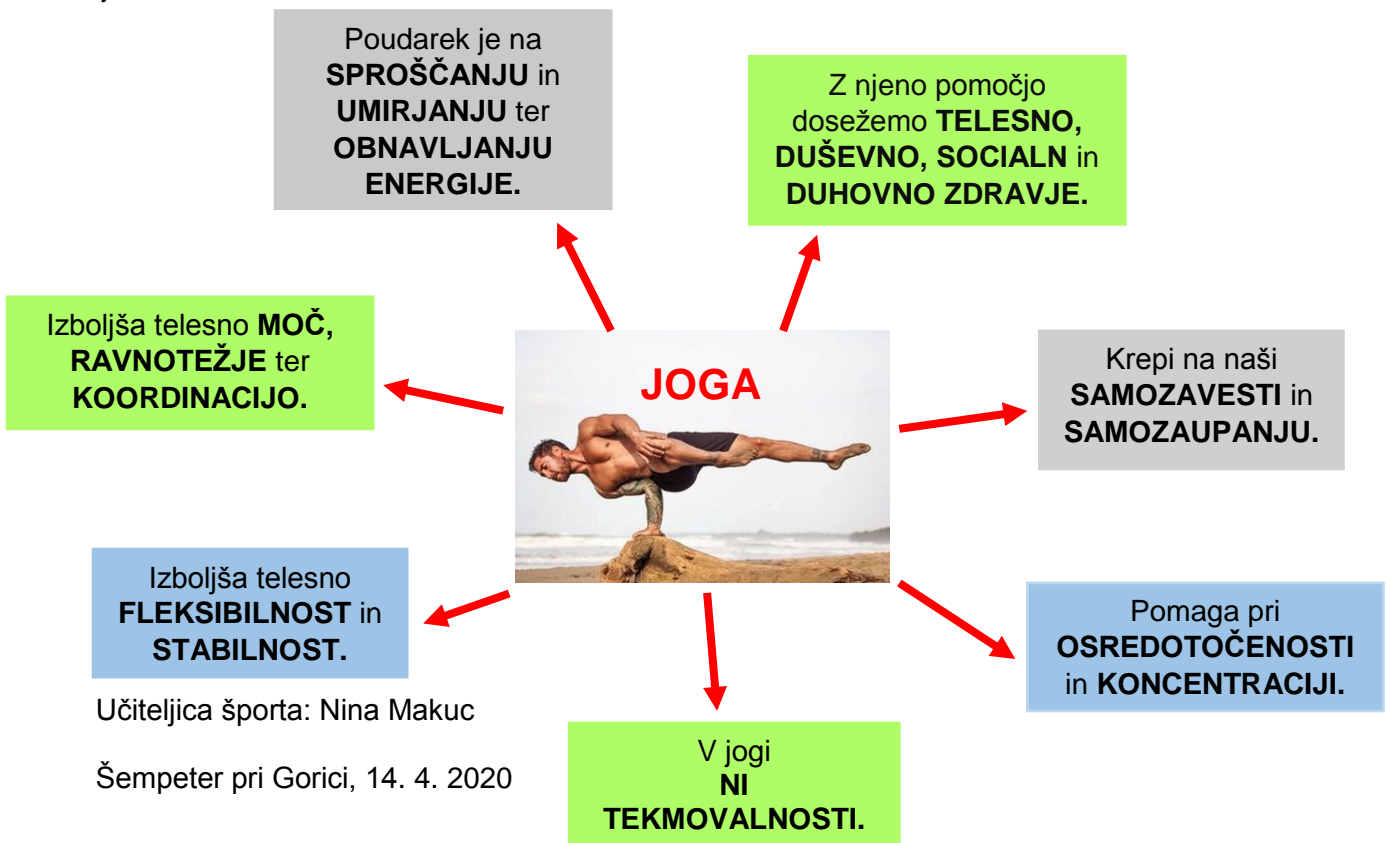 Poudarek je na
SPROŠČANJU in
UMIRJANJU ter
OBNAVLJANJU
ENERGIJE.
Z njeno pomočjo
dosežemo TELESNO,
DUŠEVNO, SOCIALN in
DUHOVNO ZDRAVJE.
Izboljša telesno MOČ,
RAVNOTEŽJE ter
KOORDINACIJO.
JOGA
Krepi na naši
SAMOZAVESTI in
SAMOZAUPANJU.
Izboljša telesno
FLEKSIBILNOST in
STABILNOST.
Pomaga pri
OSREDOTOČENOSTI
in KONCENTRACIJI.
Učiteljica športa: Nina Makuc
Šempeter pri Gorici, 14. 4. 2020
V jogi
NI
TEKMOVALNOSTI.